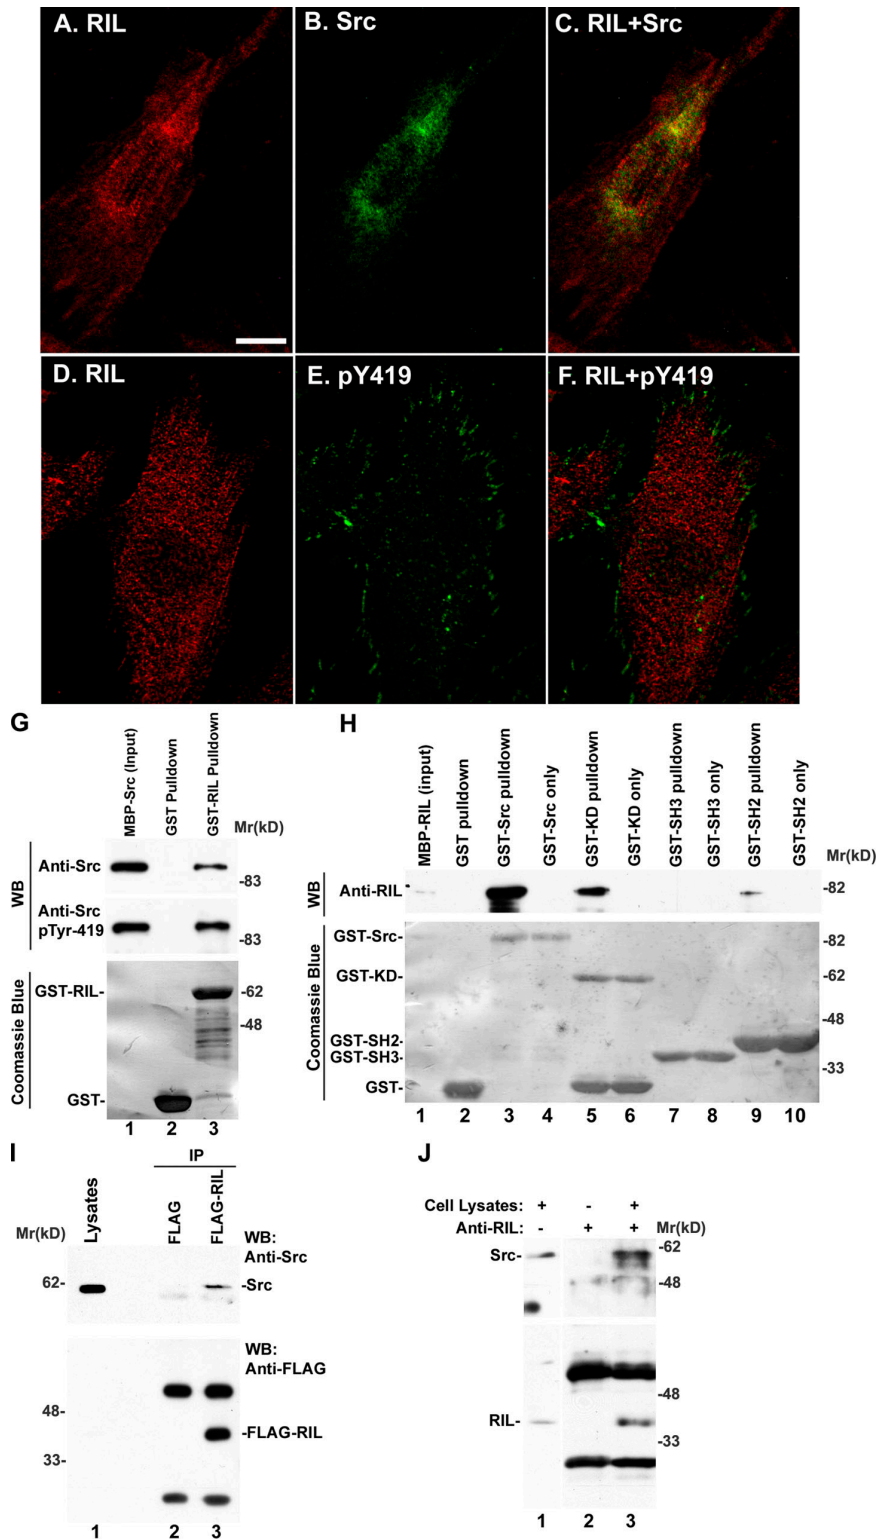 A. RIL
B. Src
C. RIL+Src
D. RIL
E. pY419
F. RIL+pY419
G
MBP-Src (Input)
GST Pulldown
GST-RIL Pulldown
Mr(kD)
WB
Anti-Src
-83
Anti-Src
pTyr-419
-83
Coomassie Blue
GST-RIL-
-62
-48
GST-
1 2 3
H
MBP-RIL (input)
GST pulldown
GST-Src pulldown
GST-Src only
GST-KD pulldown
GST-KD only
GST-SH3 pulldown
GST-SH3 only
GST-SH2 pulldown
GST-SH2 only
Mr(kD)
WB
Anti-RIL
-82
Coomassie Blue
GST-Src-
-82
GST-KD-
-62
-48
GST-SH2-
GST-SH3-
-33
GST-
1 2 3 4 5 6 7 8 9 10
I
IP
Lysates
FLAG
FLAG-RIL
Mr(kD)
WB:
Anti-Src
62-
-Src
WB:
Anti-FLAG
48-
-FLAG-RIL
33-
1 2 3
J
Cell Lysates: + - +
Anti-RIL: - + +
Mr(kD)
Src-
-62
-48
-48
RIL-
-33
1 2 3